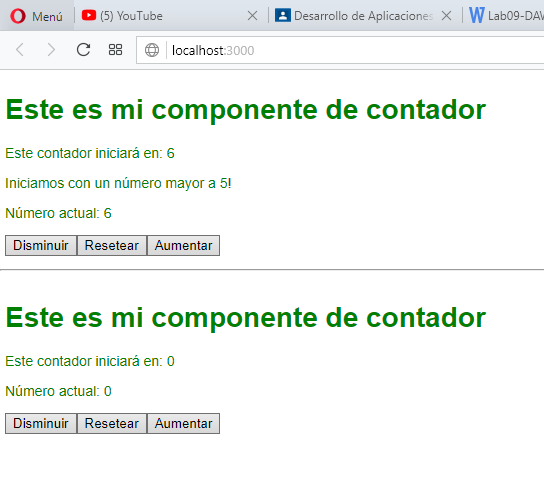 Menú
(5) YouTube
Desarrollo de Aplicaciones
Lab09-DAW
localhost:3000
Este es mi componente de contador
Este contador iniciará en: 6
Iniciamos con un número mayor a 5!
Número actual: 6
Disminuir Resetear Aumentar
Este es mi componente de contador
Este contador iniciará en: 0
Número actual: 0
Disminuir Resetear Aumentar